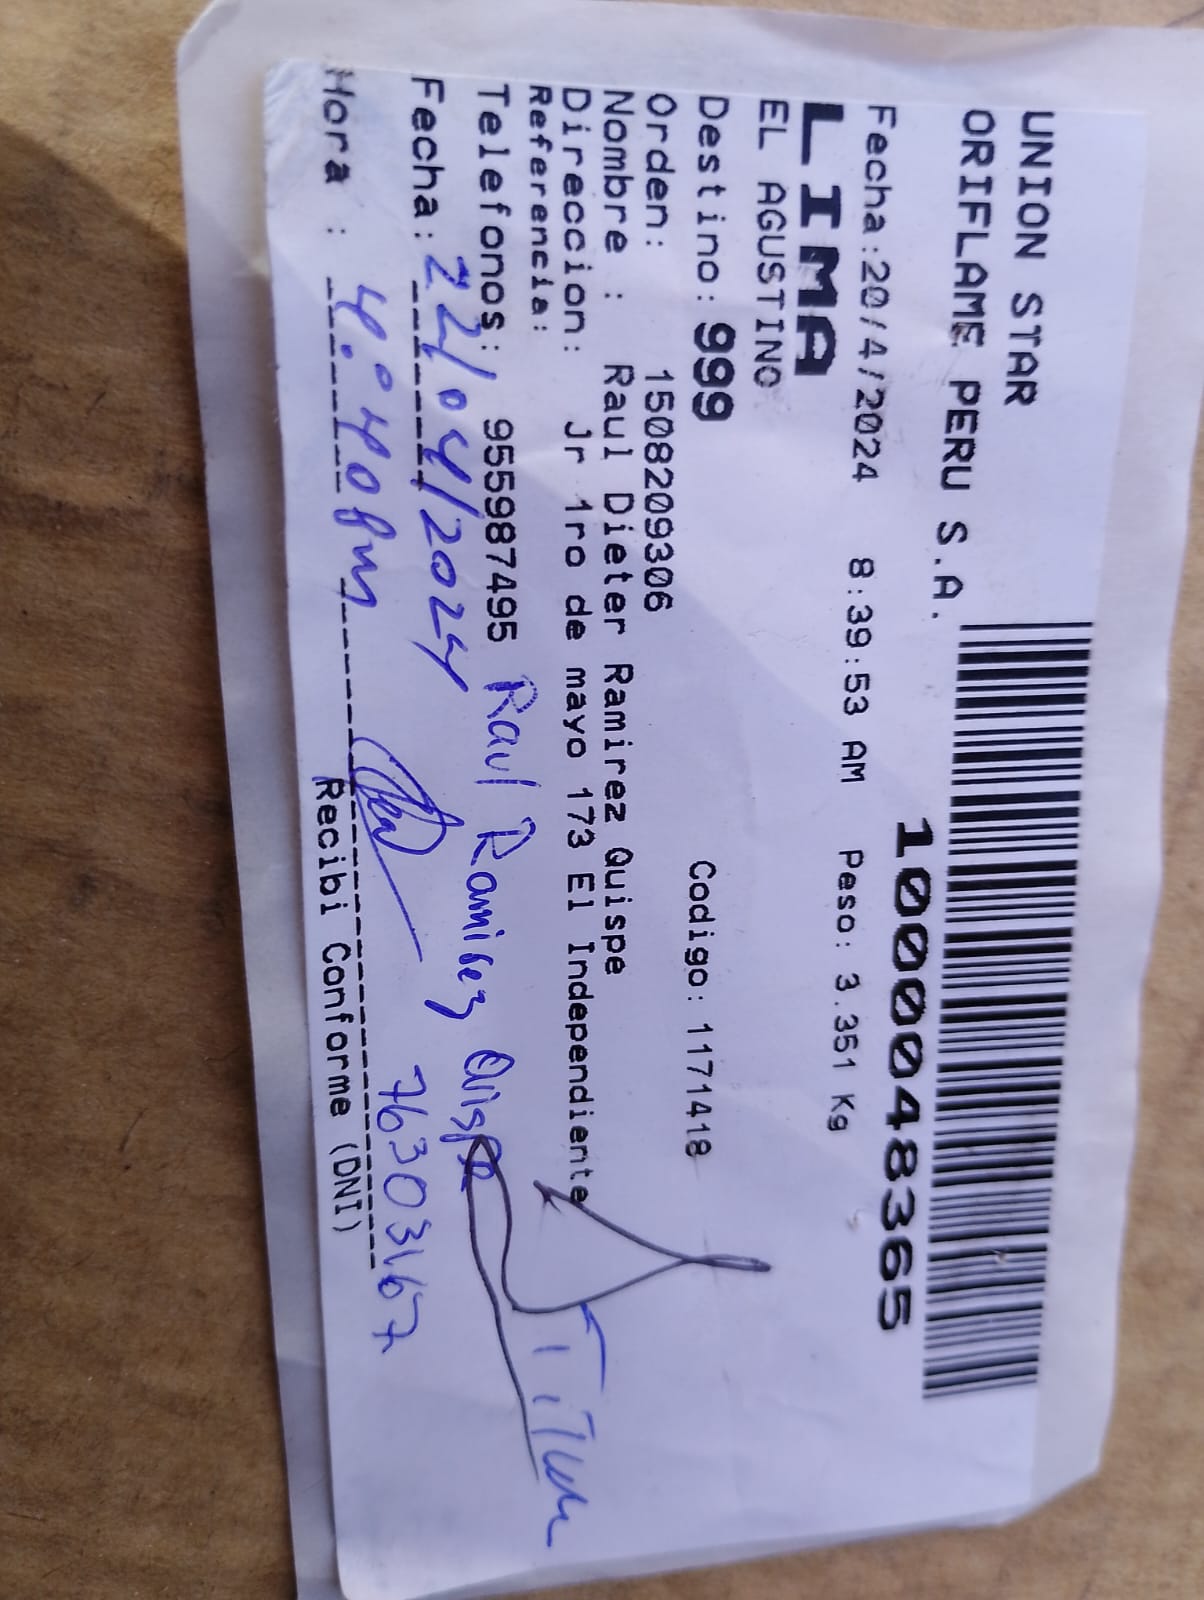 UNION STAR
ORIFLAME PERU S.A.
1000048365
Fecha:20/4/2024 8:39:53 AM Peso: 3.351 Kg
LIMA
EL AGUSTINO
Destino: 999 Codigo: 1171418
Orden: 1508209306
Nombre : Raul Dieter Ramirez Quispe
Direccion: Jr 1ro de mayo 173 El Independiente
Referencia:
Telefonos: 955987495 Raul Ramirez Quispe
Fecha: 22/04/2024 76303167
Hora : 4:40 pm
Recibi Conforme (DNI)